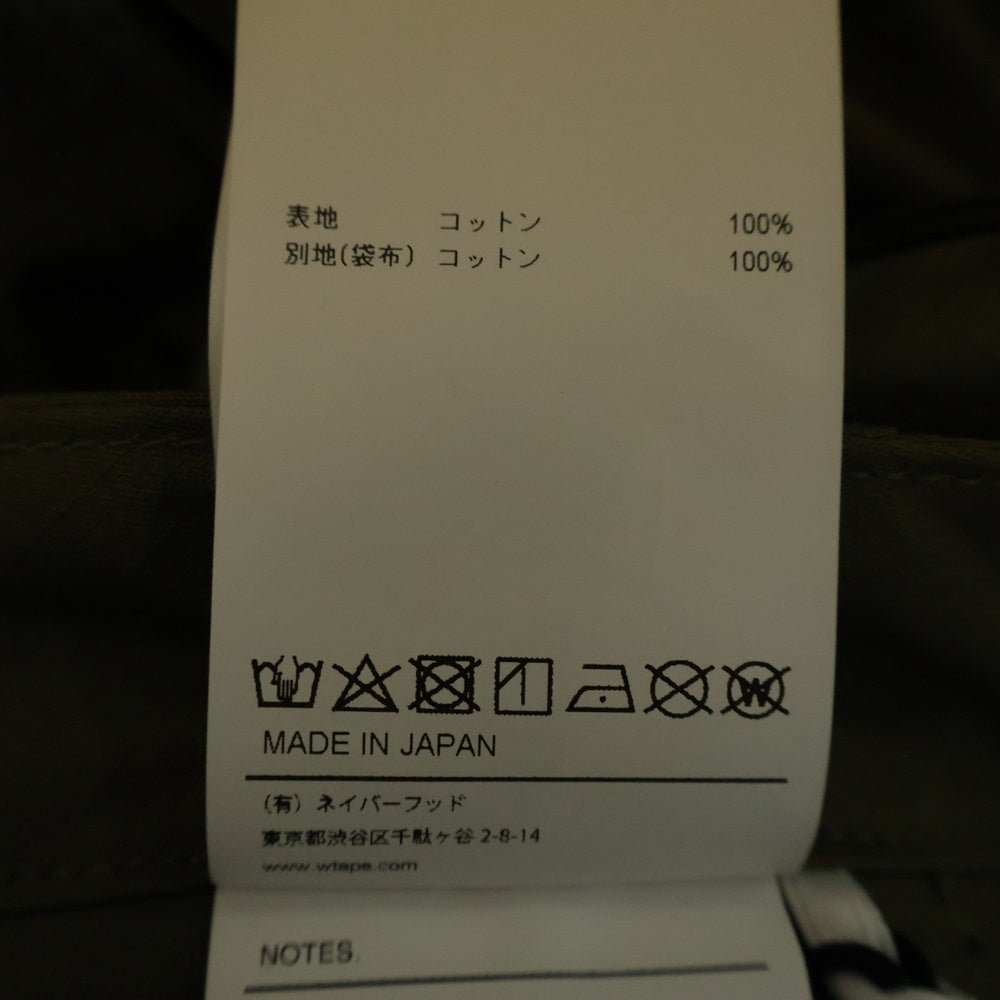 表地 コットン 100%
別地(袋布) コットン 100%
W
MADE IN JAPAN
(有) ネイバーフッド
東京都渋谷区千駄ヶ谷 2-8-14
www.wtaps.com
NOTES.